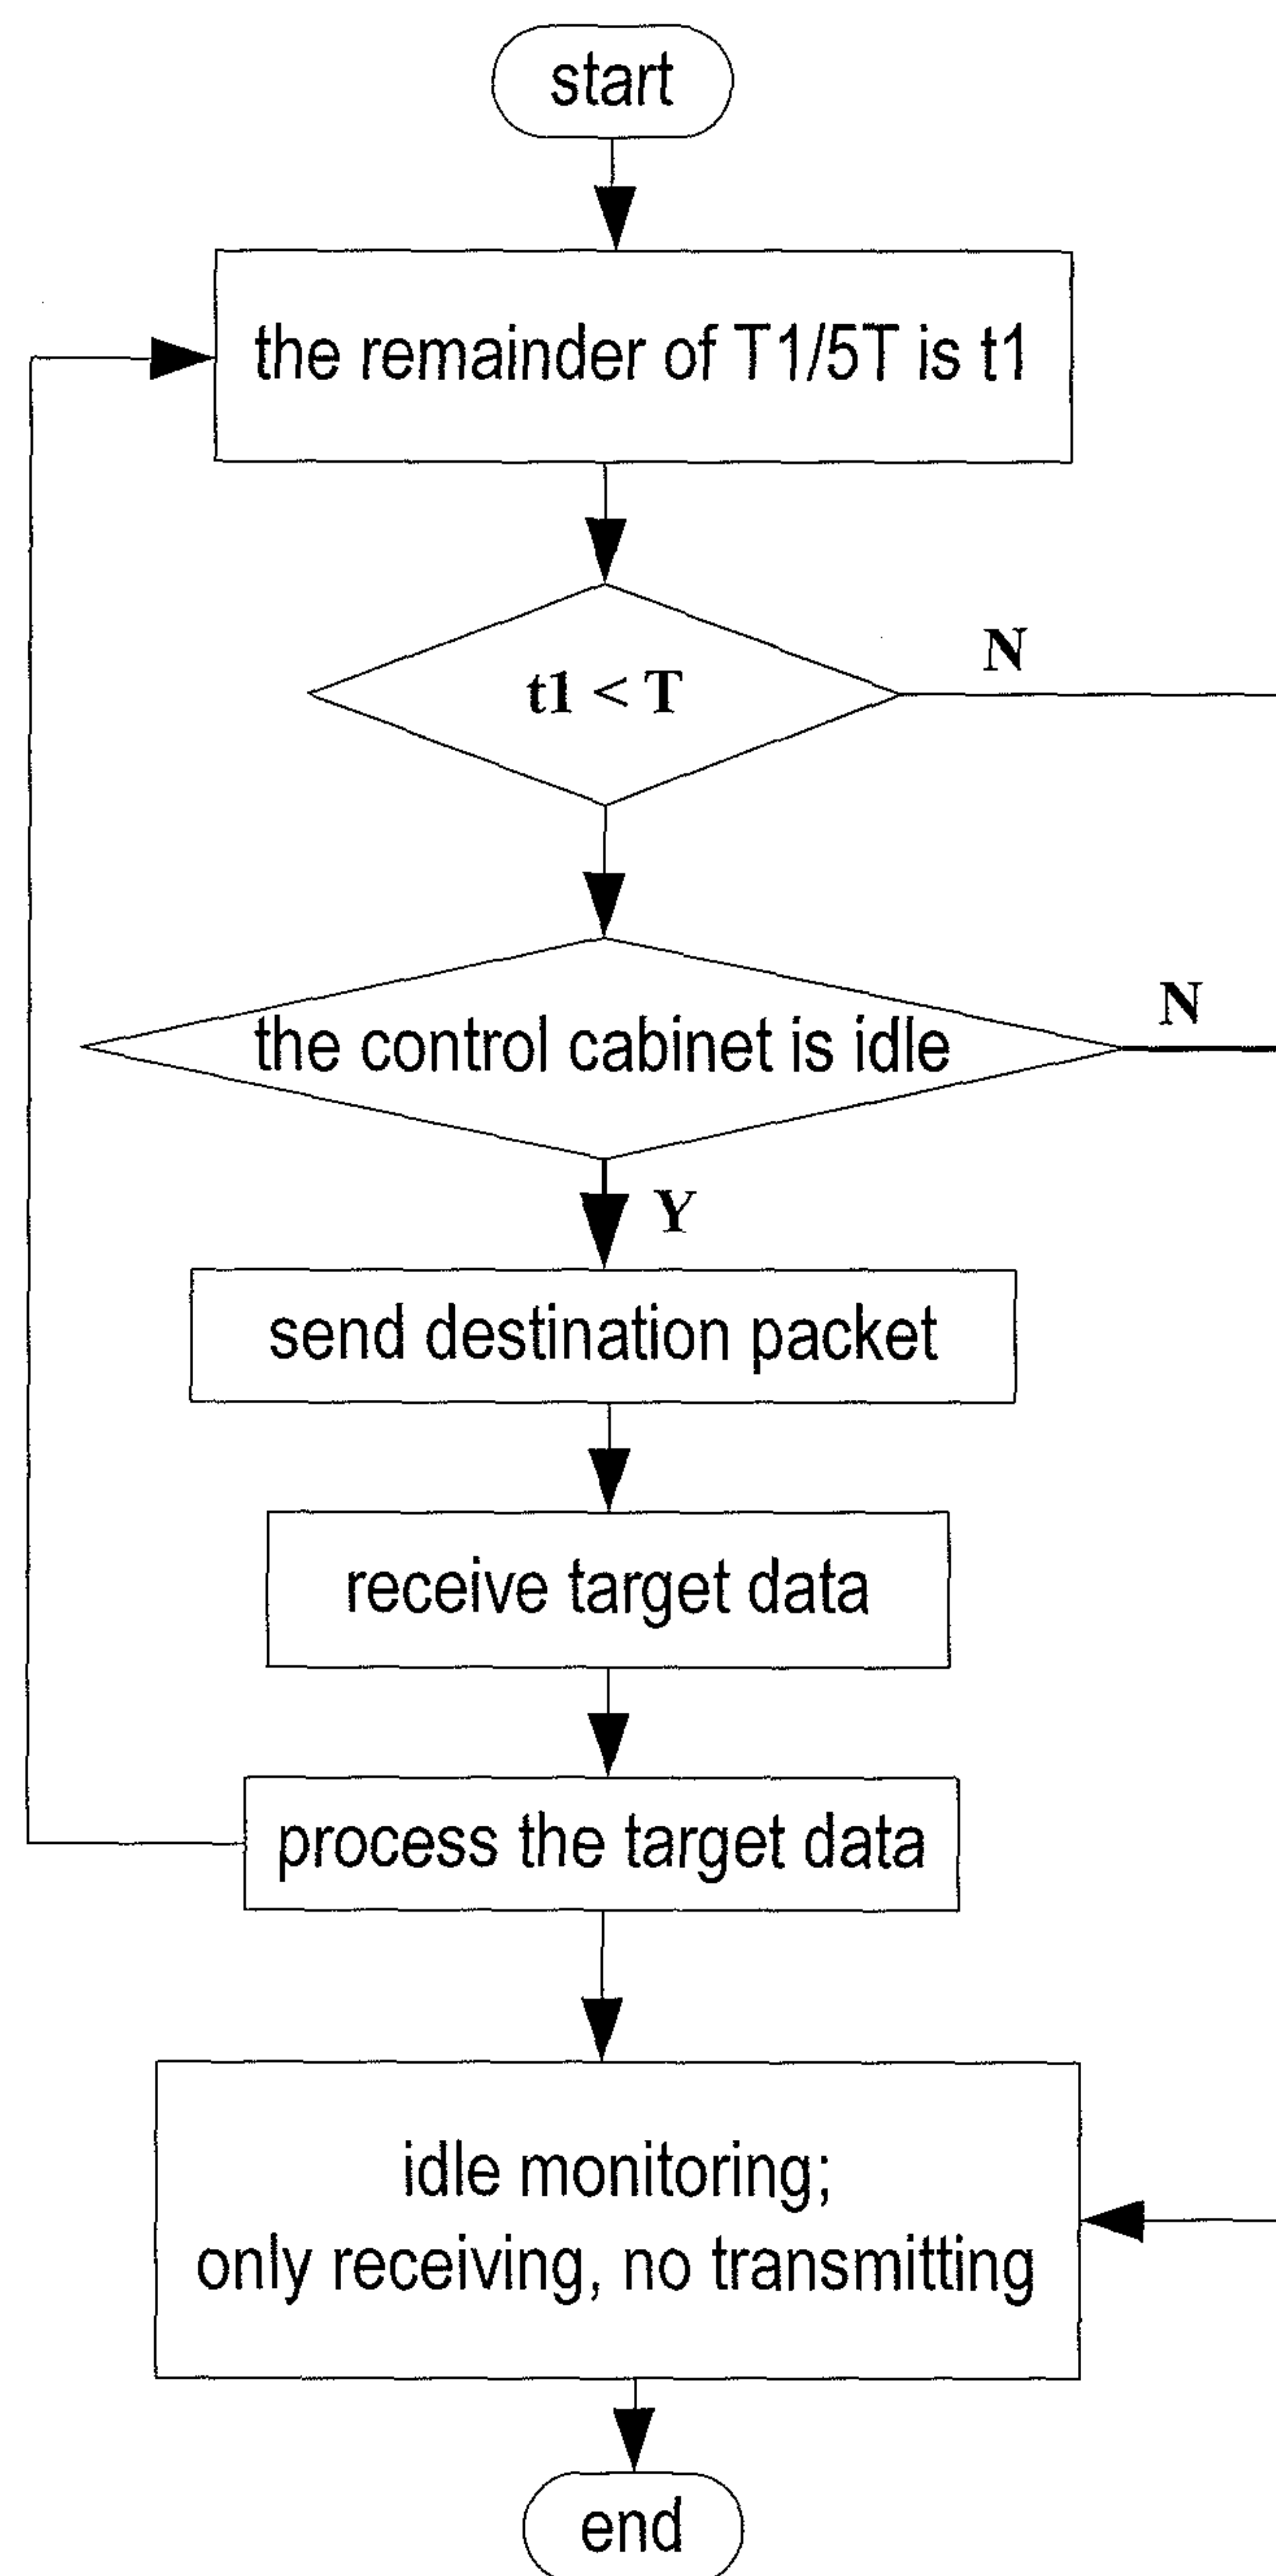 start
the remainder of T1/5T is t1
t1 < T
N
the control cabinet is idle
N
Y
send destination packet
receive target data
process the target data
idle monitoring;
only receiving, no transmitting
end